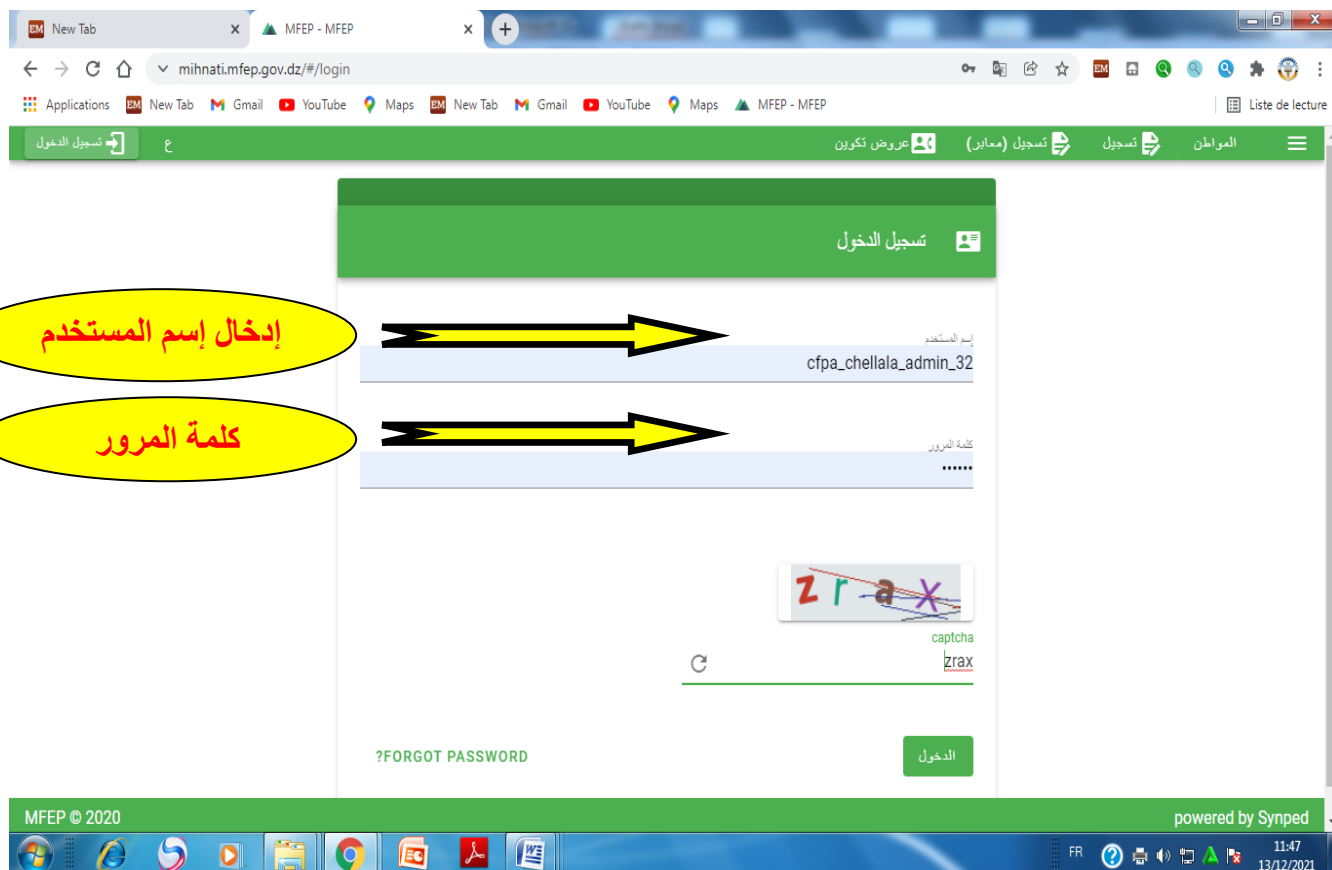 New Tab
MFEP - MFEP
mihnati.mfep.gov.dz/#/login
Applications New Tab Gmail YouTube Maps New Tab Gmail YouTube Maps MFEP - MFEP Liste de lecture
المواطن تسجيل تسجيل (معابر) عروض تكوين ع تسجيل الدخول
تسجيل الدخول
إدخال إسم المستخدم
إسم المستخدم
cfpa_chellala_admin_32
كلمة المرور
كلمة المرور
••••••
zrax
captcha
zrax
الدخول
?FORGOT PASSWORD
MFEP © 2020 powered by Synped
FR 11:47
13/12/2021